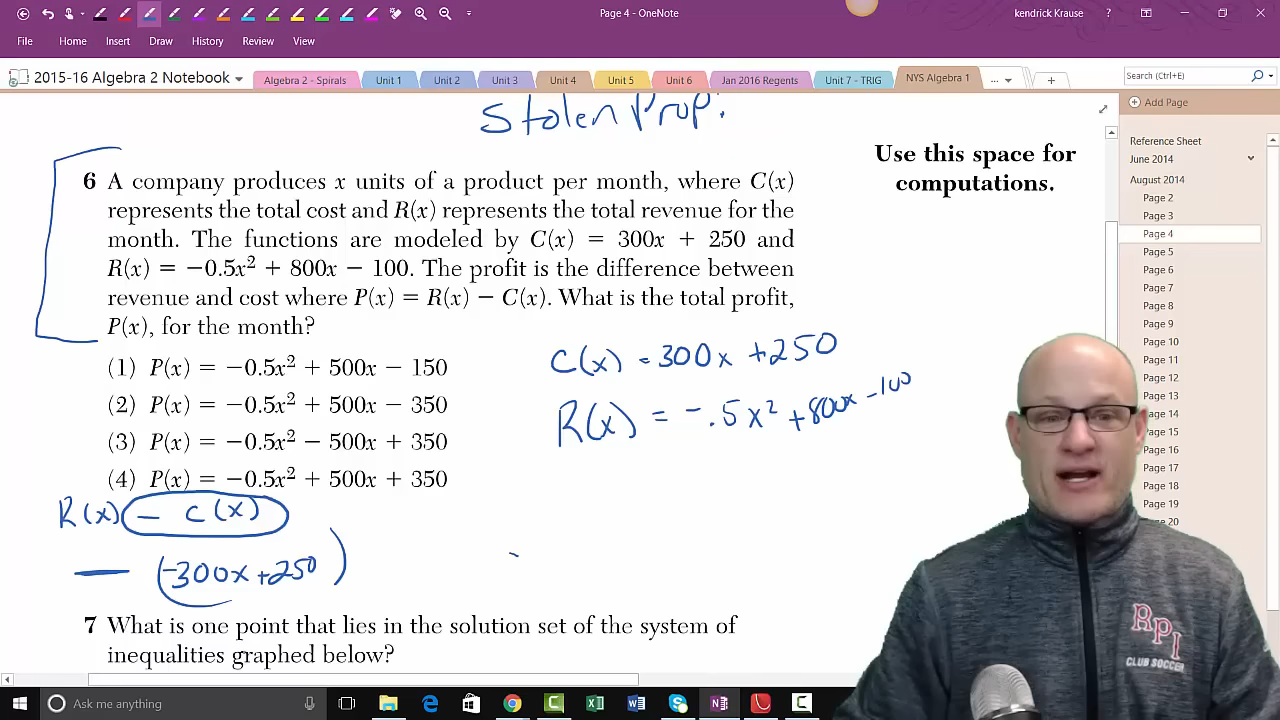 Page 4 - OneNote
kendrick Krause
File Home Insert Draw History Review View
2015-16 Algebra 2 Notebook
Algebra 2 - Spirals Unit 1 Unit 2 Unit 3 Unit 4 Unit 5 Unit 6 Jan 2016 Regents Unit 7 - TRIG NYS Algebra 1 ...
Search (Ctrl+E)
Add Page
Reference Sheet
June 2014
August 2014
Page 2
Page 3
Page 4
Page 5
Page 6
Page 7
Page 8
Page 9
Page 10
Page 11
Page 12
Page 13
Page 14
Page 15
Page 16
Page 17
Page 18
Page 19
20
Stolen Prop.
Use this space for
computations.
6 A company produces x units of a product per month, where C(x)
represents the total cost and R(x) represents the total revenue for the
month. The functions are modeled by C(x) = 300x + 250 and
R(x) = −0.5x² + 800x − 100. The profit is the difference between
revenue and cost where P(x) = R(x) − C(x). What is the total profit,
P(x), for the month?
(1) P(x) = −0.5x² + 500x − 150
(2) P(x) = −0.5x² + 500x − 350
(3) P(x) = −0.5x² − 500x + 350
(4) P(x) = −0.5x² + 500x + 350
C(x) = 300x + 250
R(x) = -.5x² + 800x - 100
R(x) - C(x)
- (-300x + 250)
7 What is one point that lies in the solution set of the system of
inequalities graphed below?
RPI
CLUB SOCCER
Ask me anything